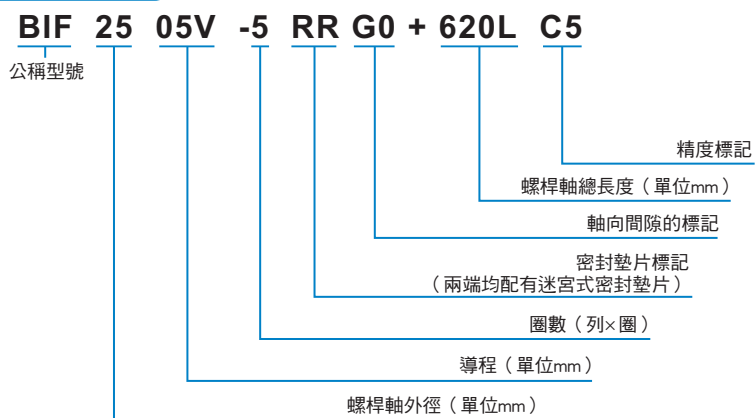 BIF 25 05V -5 RR G0 + 620L C5
公稱型號
精度標記
螺桿軸總長度（單位mm）
軸向間隙的標記
密封墊片標記
（兩端均配有迷宮式密封墊片）
圈數（列×圈）
導程（單位mm）
螺桿軸外徑（單位mm）